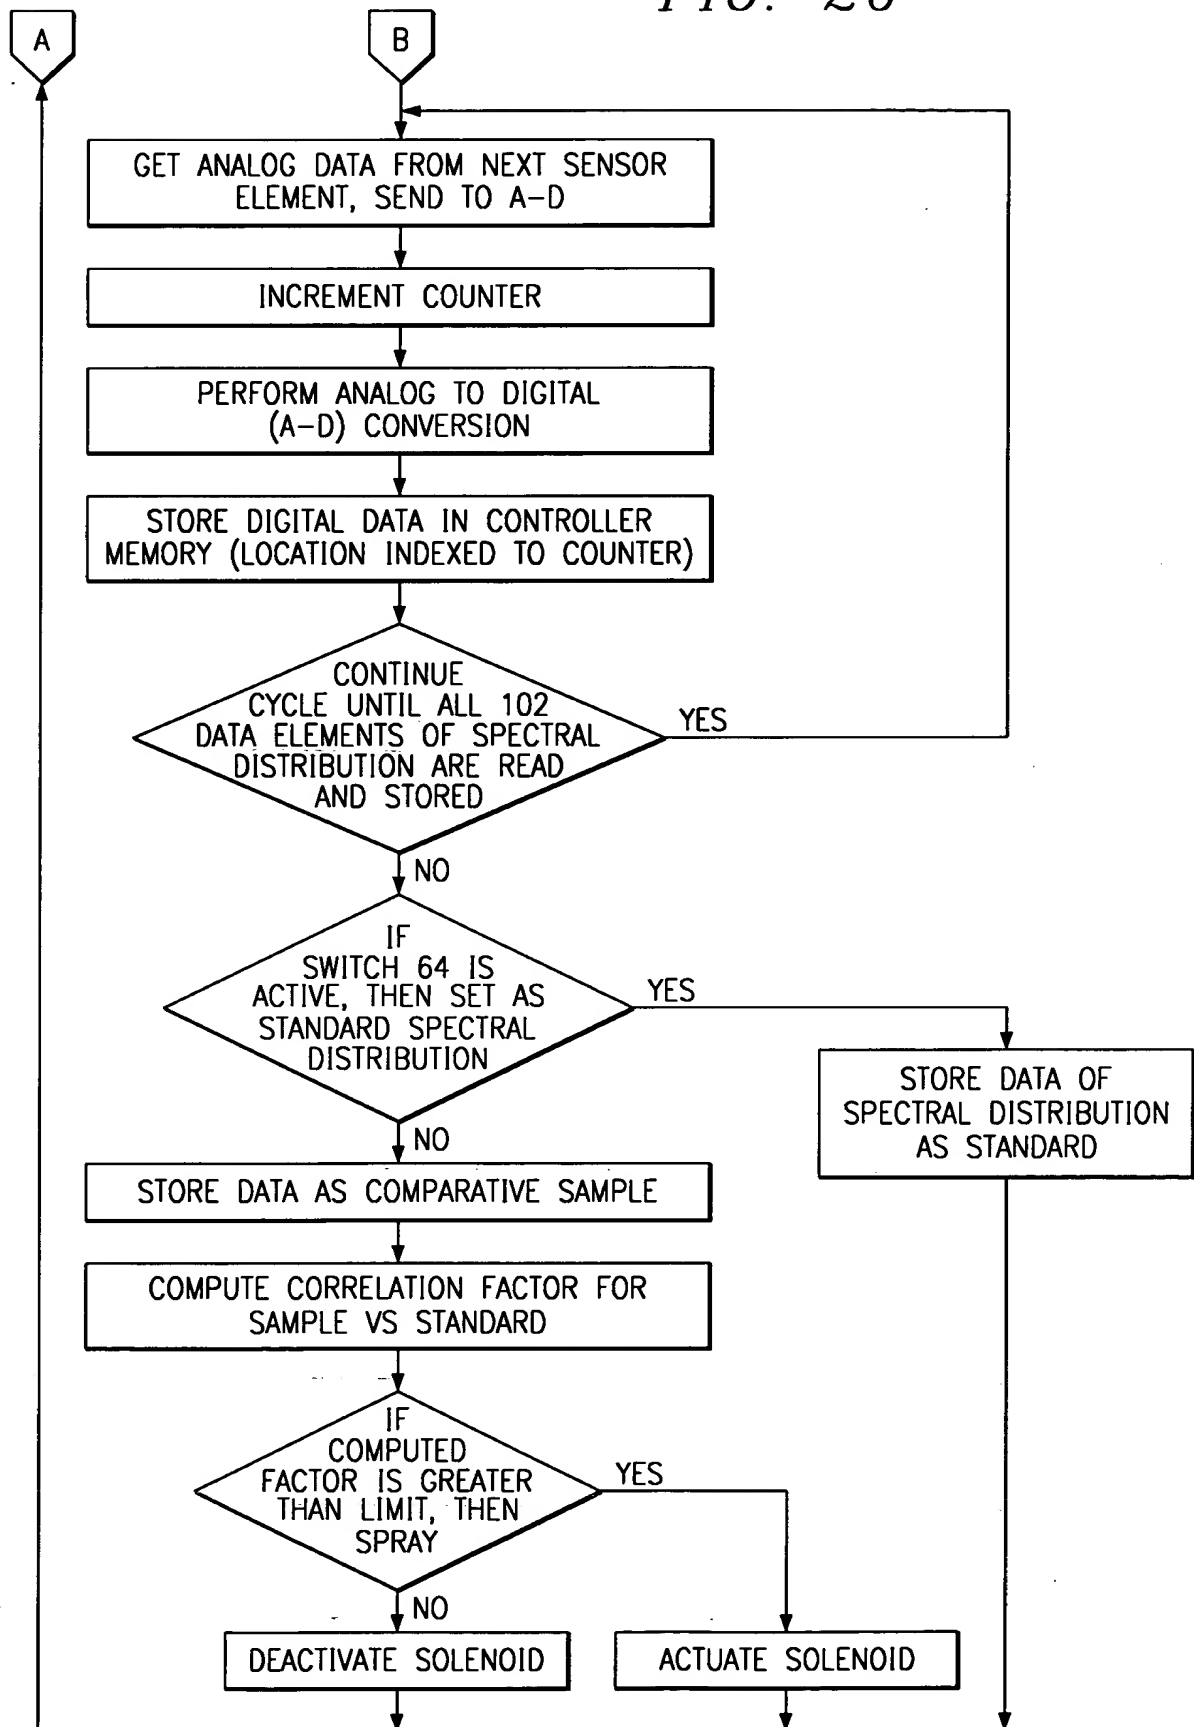 A
B
GET ANALOG DATA FROM NEXT SENSOR
ELEMENT, SEND TO A-D
INCREMENT COUNTER
PERFORM ANALOG TO DIGITAL
(A-D) CONVERSION
STORE DIGITAL DATA IN CONTROLLER
MEMORY (LOCATION INDEXED TO COUNTER)
CONTINUE
CYCLE UNTIL ALL 102
DATA ELEMENTS OF SPECTRAL
DISTRIBUTION ARE READ
AND STORED
YES
NO
IF
SWITCH 64 IS
ACTIVE, THEN SET AS
STANDARD SPECTRAL
DISTRIBUTION
YES
STORE DATA OF
SPECTRAL DISTRIBUTION
AS STANDARD
NO
STORE DATA AS COMPARATIVE SAMPLE
COMPUTE CORRELATION FACTOR FOR
SAMPLE VS STANDARD
IF
COMPUTED
FACTOR IS GREATER
THAN LIMIT, THEN
SPRAY
YES
NO
DEACTIVATE SOLENOID
ACTUATE SOLENOID